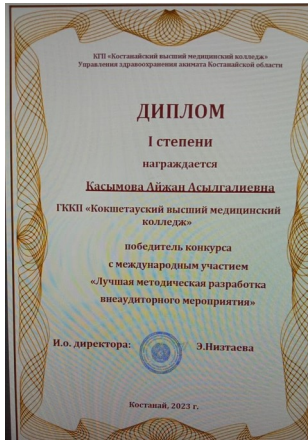 КГП «Костанайский высший медицинский колледж»
Управления здравоохранения акимата Костанайской области
ДИПЛОМ
I степени
награждается
Касымова Айжан Асылгалиевна
ГККП «Кокшетауский высший медицинский
колледж»
победитель конкурса
с международным участием
«Лучшая методическая разработка
внеаудиторного мероприятия»
И.о. директора: Э.Низтаева
Костанай, 2023 г.